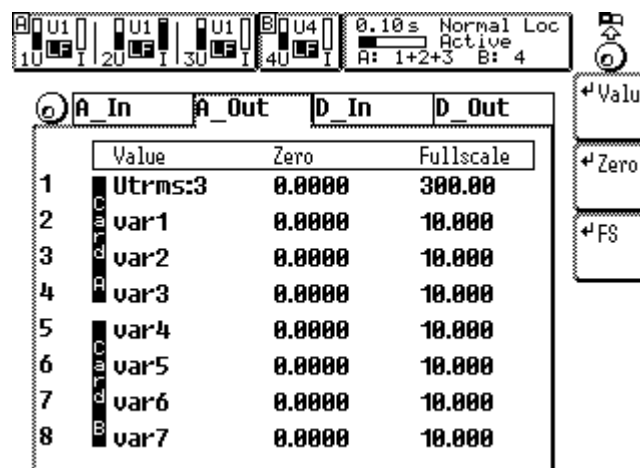 A U1 U1 U1 B U4 0.10s Normal Loc
LF LF LF LF Active
1U I 2U I 3U I 4U I A: 1+2+3 B: 4
A_In A_Out D_In D_Out
Valu
Value Zero Fullscale
Zero
1 Utrms:3 0.0000 300.00
2 var1 0.0000 10.000
FS
3 var2 0.0000 10.000
4 var3 0.0000 10.000
Card A
5 var4 0.0000 10.000
6 var5 0.0000 10.000
7 var6 0.0000 10.000
8 var7 0.0000 10.000
Card B